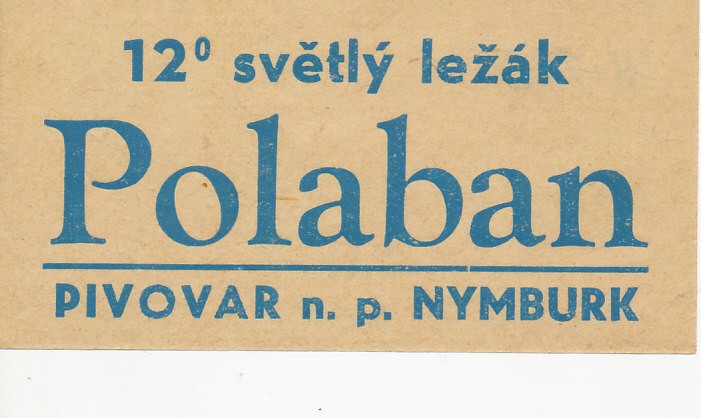 12⁰ světlý ležák
Polaban
PIVOVAR n. p. NYMBURK